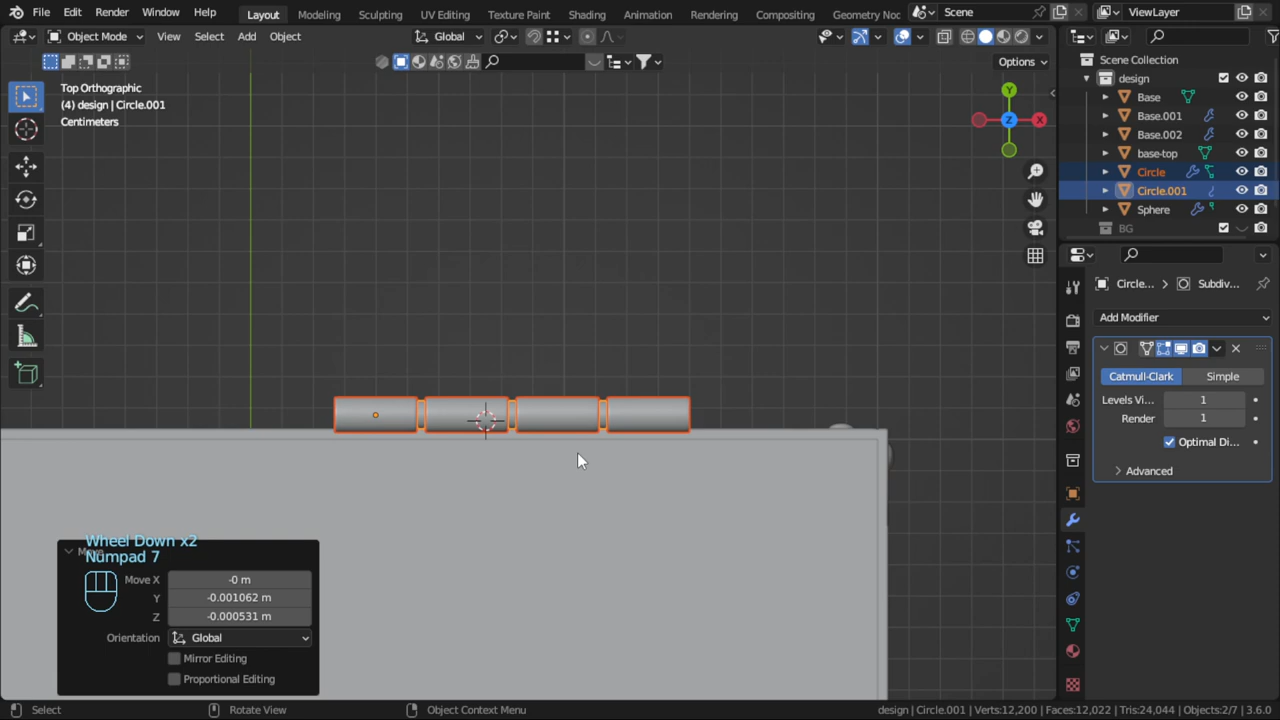 File Edit Render Window Help Layout Modeling Sculpting UV Editing Texture Paint Shading Animation Rendering Compositing Geometry Noc Scene ViewLayer
Object Mode View Select Add Object Global
Options
Top Orthographic
(4) design | Circle.001
Centimeters
Y
X
Z
Scene Collection
design
Base
Base.001
Base.002
base-top
Circle
Circle.001
Sphere
BG
Circle... > Subdiv...
Add Modifier
Catmull-Clark Simple
Levels Vi... 1
Render 1
Optimal Di...
Advanced
Wheel Down x2
Numpad 7
Move X -0 m
Y -0.001062 m
Z -0.000531 m
Orientation Global
Mirror Editing
Proportional Editing
Select Rotate View Object Context Menu design | Circle.001 | Verts:12,200 | Faces:12,022 | Tris:24,044 | Objects:2/7 | 3.6.0